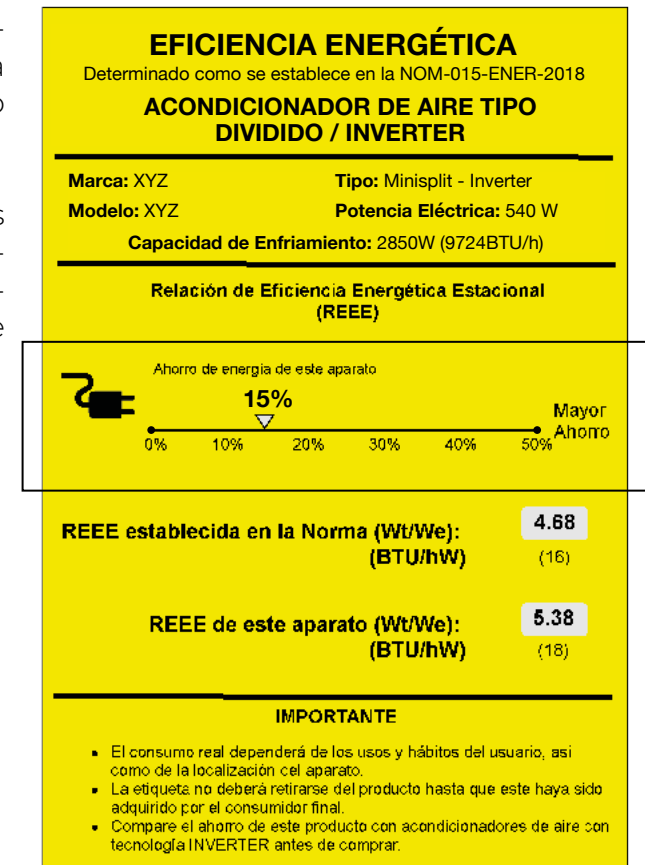 EFICIENCIA ENERGÉTICA
Determinado como se establece en la NOM-015-ENER-2018
ACONDICIONADOR DE AIRE TIPO
DIVIDIDO / INVERTER
Marca: XYZ Tipo: Minisplit - Inverter
Modelo: XYZ Potencia Eléctrica: 540 W
Capacidad de Enfriamiento: 2850W (9724BTU/h)
Relación de Eficiencia Energética Estacional
(REEE)
Ahorro de energia de este aparato
15%
Mayor
Ahorro
0% 10% 20% 30% 40% 50%
REEE establecida en la Norma (Wt/We): 4.68
(BTU/hW) (16)
REEE de este aparato (Wt/We): 5.38
(BTU/hW) (18)
IMPORTANTE
▪ El consumo real dependerá de los usos y hábitos del usuario, asi
como de la localización cel aparato.
▪ La etiqueta no deberá retirarse del producto hasta que este haya sido
adquirido por el consumidor final.
▪ Compare el ahorro de este producto con acondicionadores de aire con
tecnología INVERTER antes de comprar.